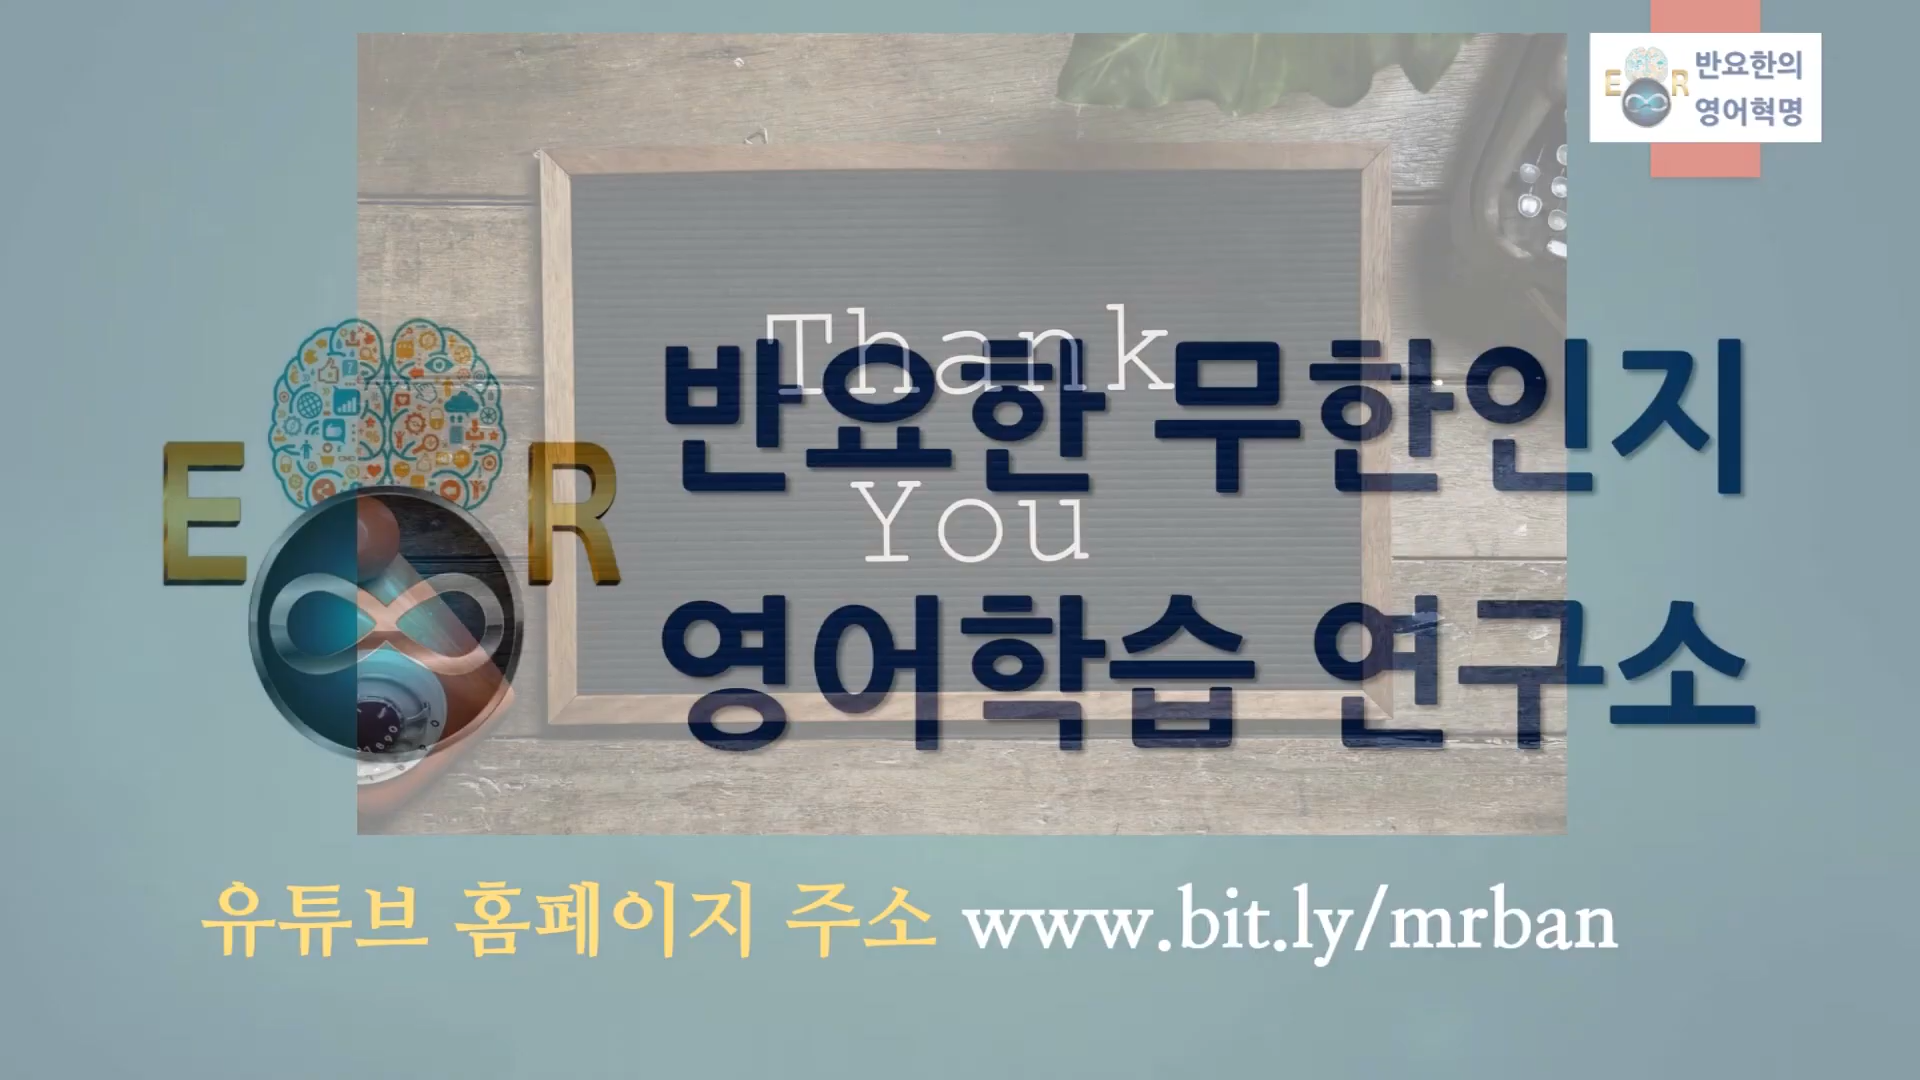 E R 반요한의
영어혁명
Thank
You
E R
반요한 무한인지
영어학습 연구소
유튜브 홈페이지 주소 www.bit.ly/mrban